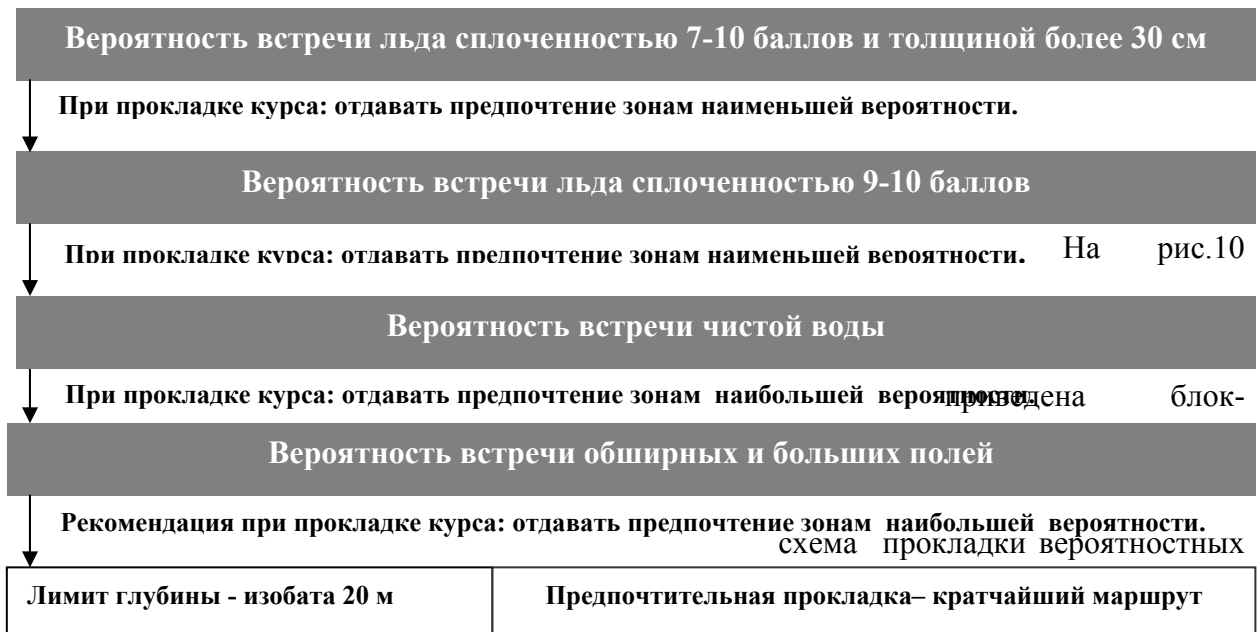 Вероятность встречи льда сплоченностью 7-10 баллов и толщиной более 30 см
При прокладке курса: отдавать предпочтение зонам наименьшей вероятности.
Вероятность встречи льда сплоченностью 9-10 баллов
При прокладке курса: отдавать предпочтение зонам наименьшей вероятности.
На рис.10
Вероятность встречи чистой воды
При прокладке курса: отдавать предпочтение зонам наибольшей вероятности.
приведена блок-
Вероятность встречи обширных и больших полей
Рекомендация при прокладке курса: отдавать предпочтение зонам наибольшей вероятности.
схема прокладки вероятностных
Лимит глубины - изобата 20 м
Предпочтительная прокладка– кратчайший маршрут